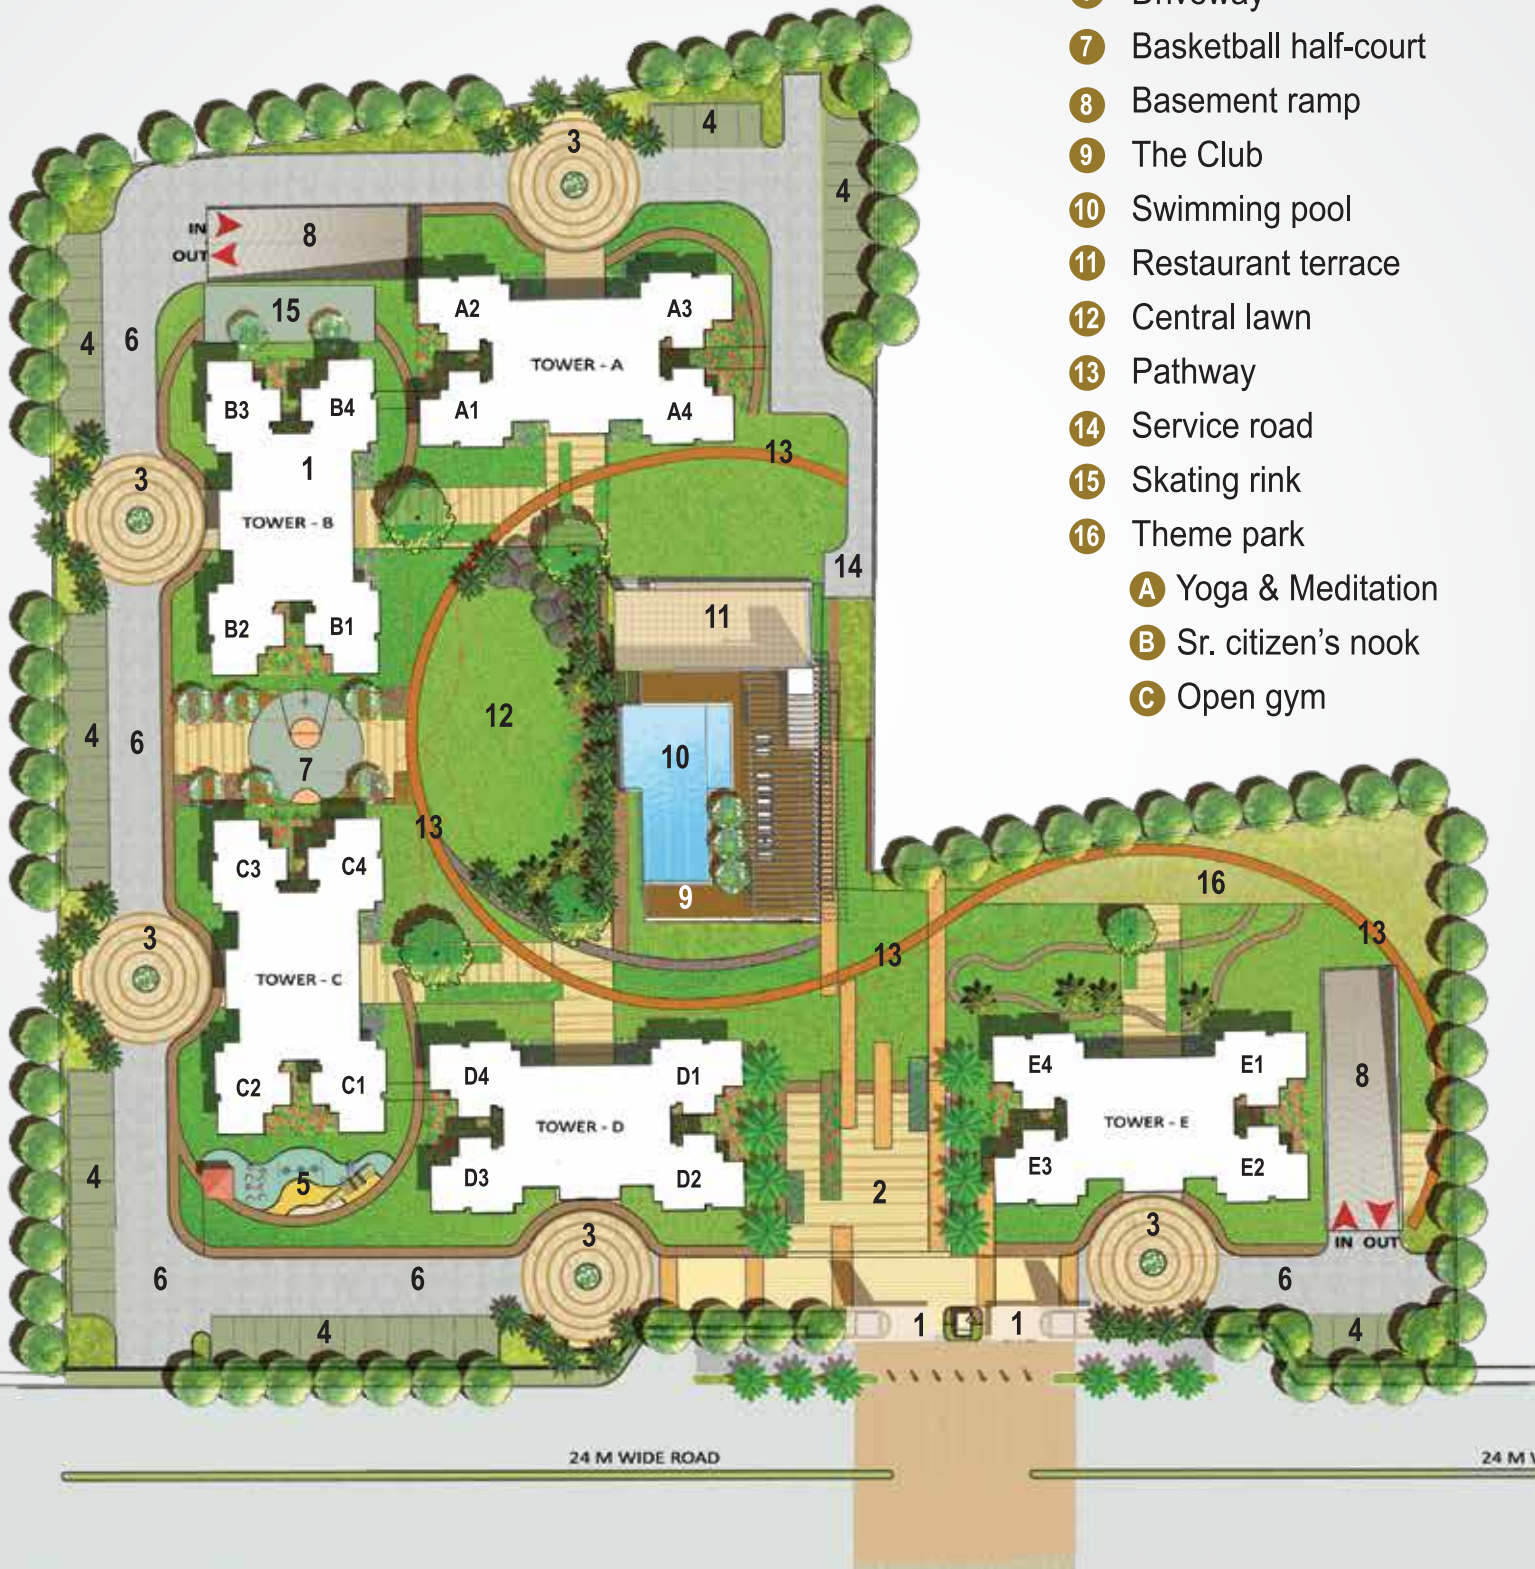 Driveway
7 Basketball half-court
8 Basement ramp
9 The Club
10 Swimming pool
11 Restaurant terrace
12 Central lawn
13 Pathway
14 Service road
15 Skating rink
16 Theme park
A Yoga & Meditation
B Sr. citizen's nook
C Open gym
3
4
4
IN
OUT
8
15
4
6
A2
A3
TOWER - A
A1
A4
B3
B4
1
TOWER - B
B2
B1
3
13
14
11
12
10
9
4
6
7
13
C3
C4
TOWER - C
C2
C1
3
16
13
13
D4
D1
TOWER - D
D3
D2
E4
E1
TOWER - E
E3
E2
8
IN OUT
4
5
2
3
3
6
6
6
4
1
1
4
24 M WIDE ROAD
24 M